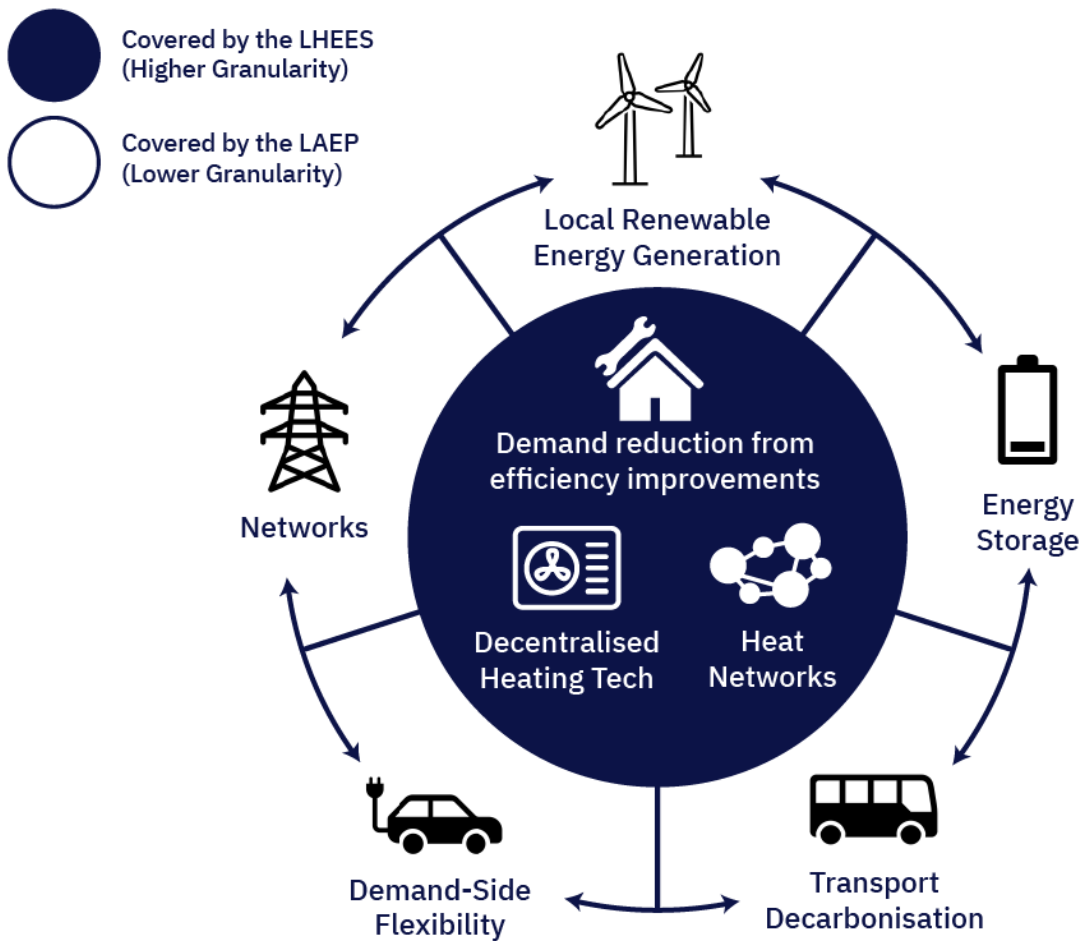 Covered by the LHEES
(Higher Granularity)
Covered by the LAEP
(Lower Granularity)
Local Renewable
Energy Generation
Demand reduction from
efficiency improvements
Networks
Energy
Storage
Decentralised
Heating Tech
Heat
Networks
Demand-Side
Flexibility
Transport
Decarbonisation